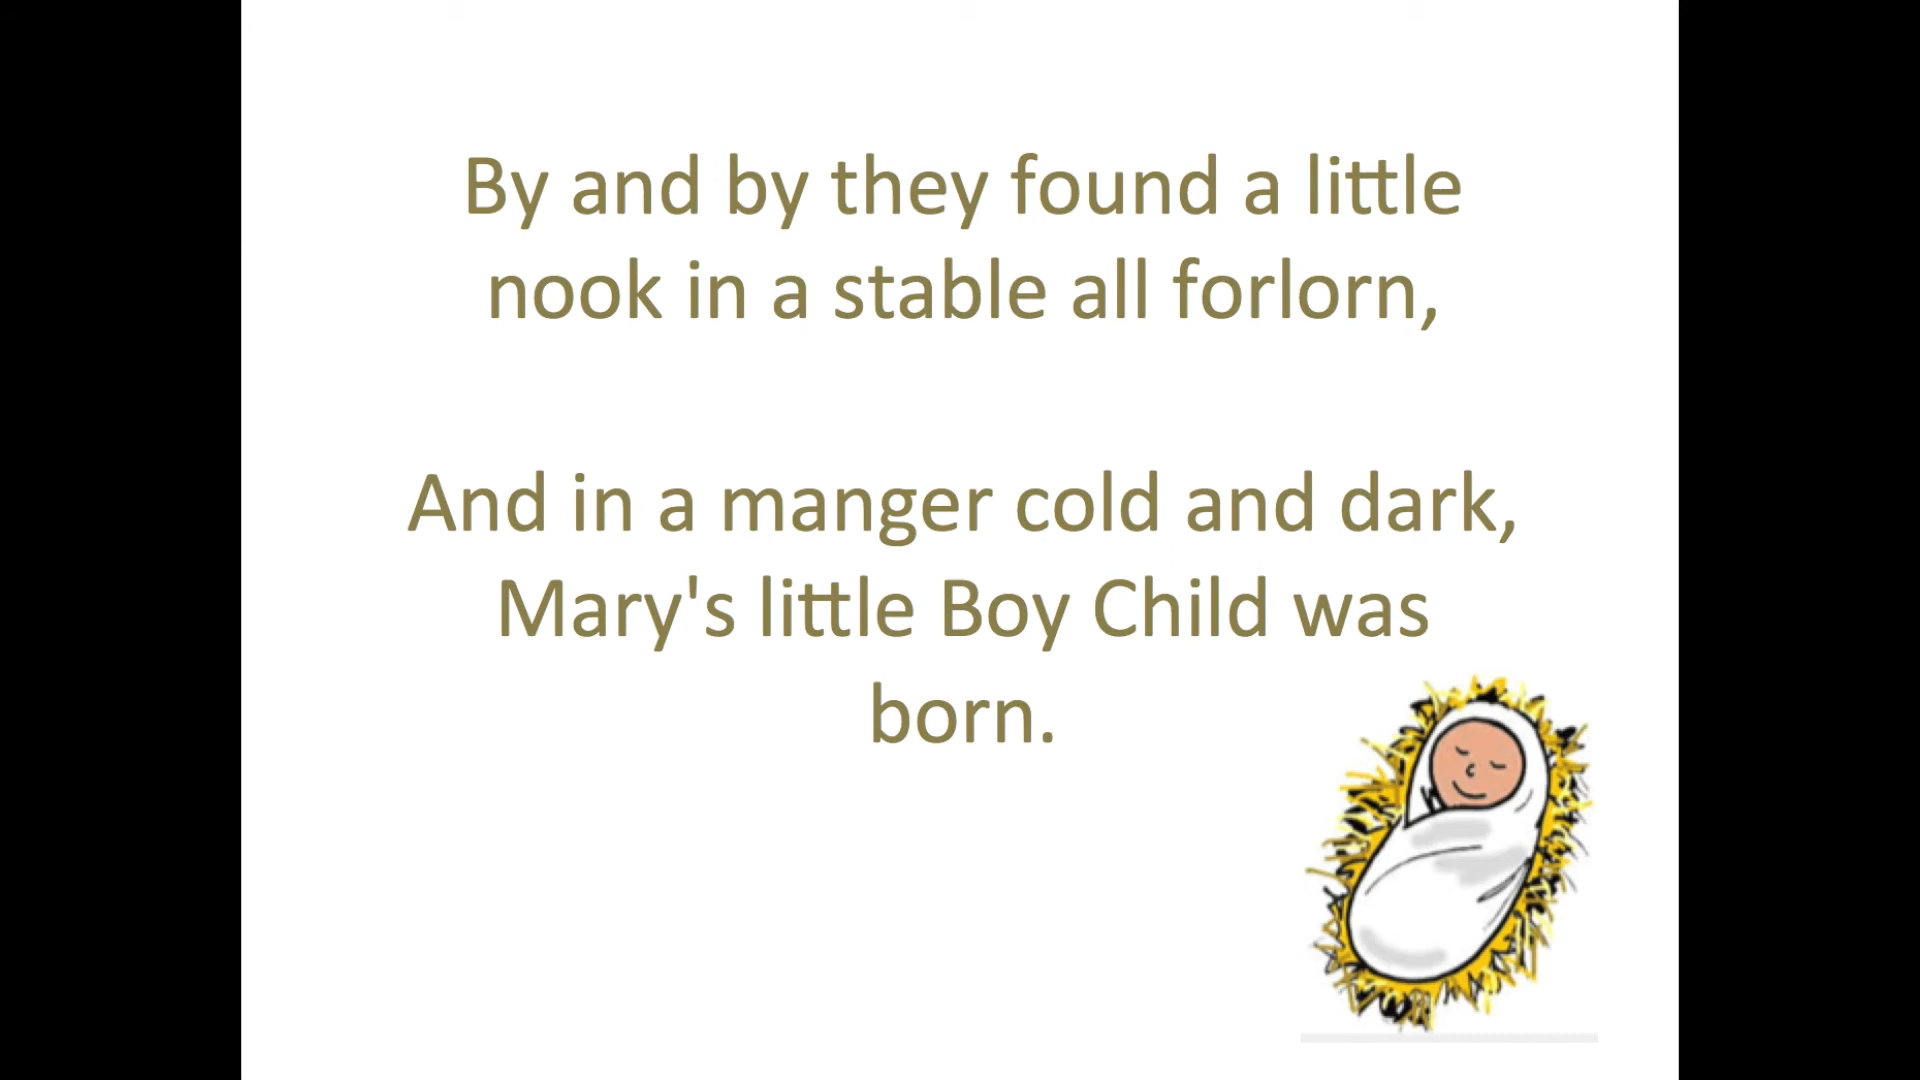 By and by they found a little
nook in a stable all forlorn,
And in a manger cold and dark,
Mary's little Boy Child was
born.